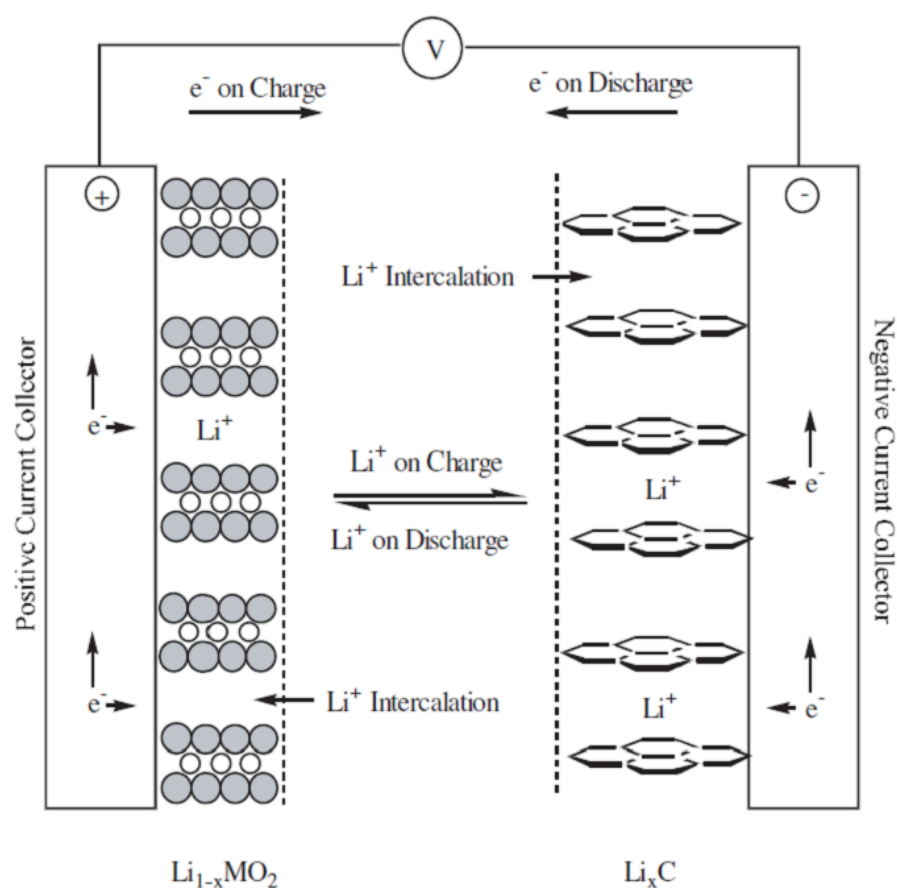 V
e⁻ on Charge
e⁻ on Discharge
+
-
Li⁺ Intercalation
Positive Current Collector
Negative Current Collector
e⁻
Li⁺
Li⁺ on Charge
Li⁺ on Discharge
Li⁺
e⁻
e⁻
Li⁺ Intercalation
Li⁺
e⁻
Li₁₋ₓMO₂
LiₓC